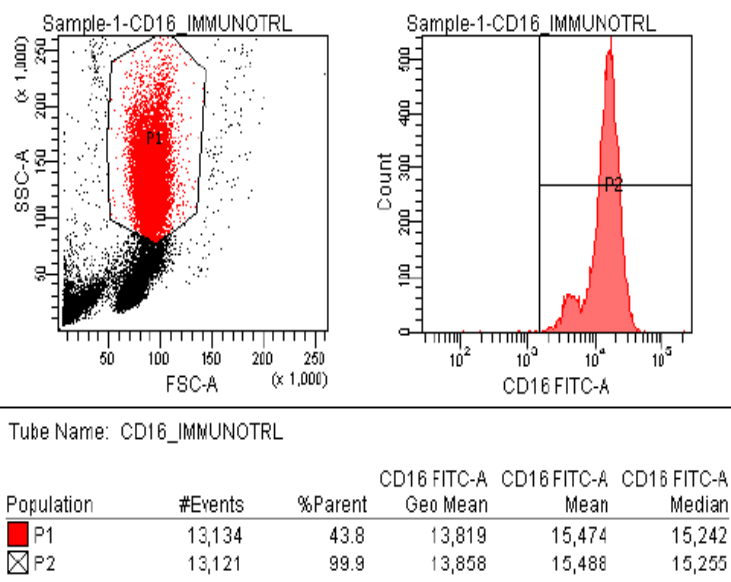 Sample-1-CD16_IMMUNOTRL
(x 1,000)
250
200
150
100
50
SSC-A
P1
50 100 150 200 250
FSC-A
(x 1,000)
Sample-1-CD16_IMMUNOTRL
Count
500
400
300
200
100
0
P2
10² 10³ 10⁴ 10⁵
CD16 FITC-A
Tube Name: CD16_IMMUNOTRL
CD16 FITC-A CD16 FITC-A CD16 FITC-A
Population #Events %Parent Geo Mean Mean Median
P1 13,134 43.8 13,819 15,474 15,242
P2 13,121 99.9 13,858 15,488 15,255